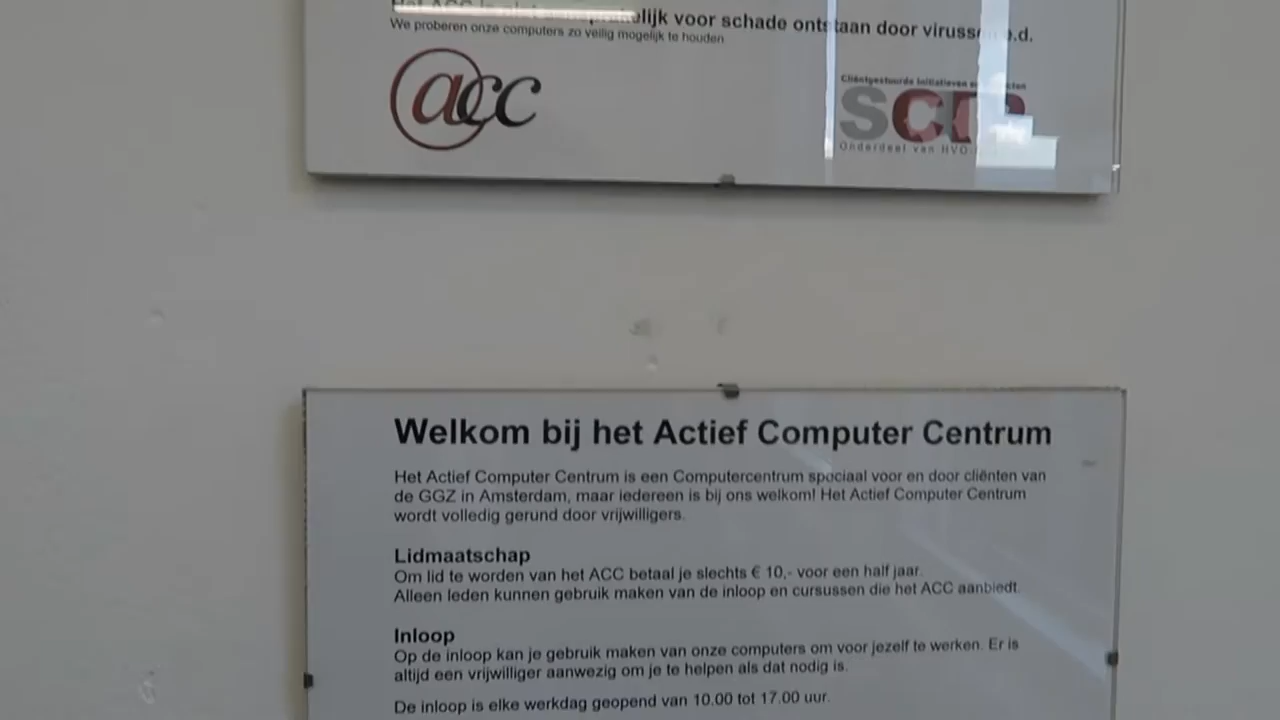 lijk voor schade ontstaan door
We proberen onze computers zo veilig mogelijk te houden
@cc
Cliëntgestuurde Initiatieven
Onderdeel van HVO
Welkom bij het Actief Computer Centrum
Het Actief Computer Centrum is een Computercentrum speciaal voor en door cliënten van
de GGZ in Amsterdam, maar iedereen is bij ons welkom! Het Actief Computer Centrum
wordt volledig gerund door vrijwilligers.
Lidmaatschap
Om lid te worden van het ACC betaal je slechts € 10,- voor een half jaar.
Alleen leden kunnen gebruik maken van de inloop en cursussen die het ACC aanbiedt.
Inloop
Op de inloop kan je gebruik maken van onze computers om voor jezelf te werken. Er is
altijd een vrijwilliger aanwezig om je te helpen als dat nodig is.
De inloop is elke werkdag geopend van 10.00 tot 17.00 uur.